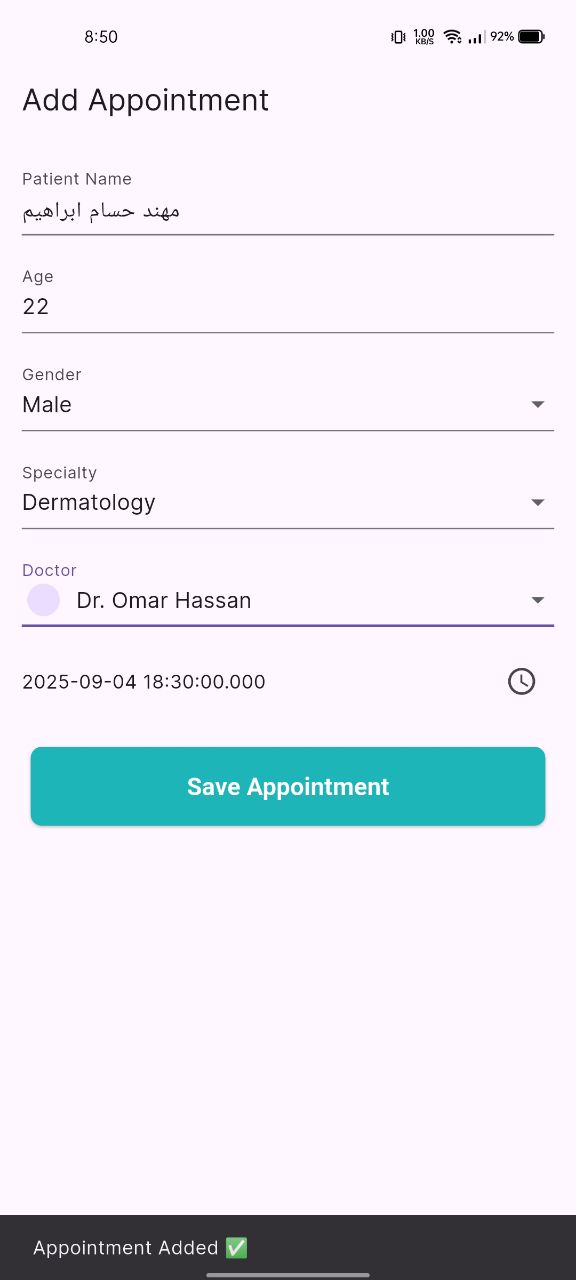 8:50
1.00 KB/S 92%
Add Appointment
Patient Name
مهند حسام ابراهيم
Age
22
Gender
Male
Specialty
Dermatology
Doctor
Dr. Omar Hassan
2025-09-04 18:30:00.000
Save Appointment
Appointment Added ✅